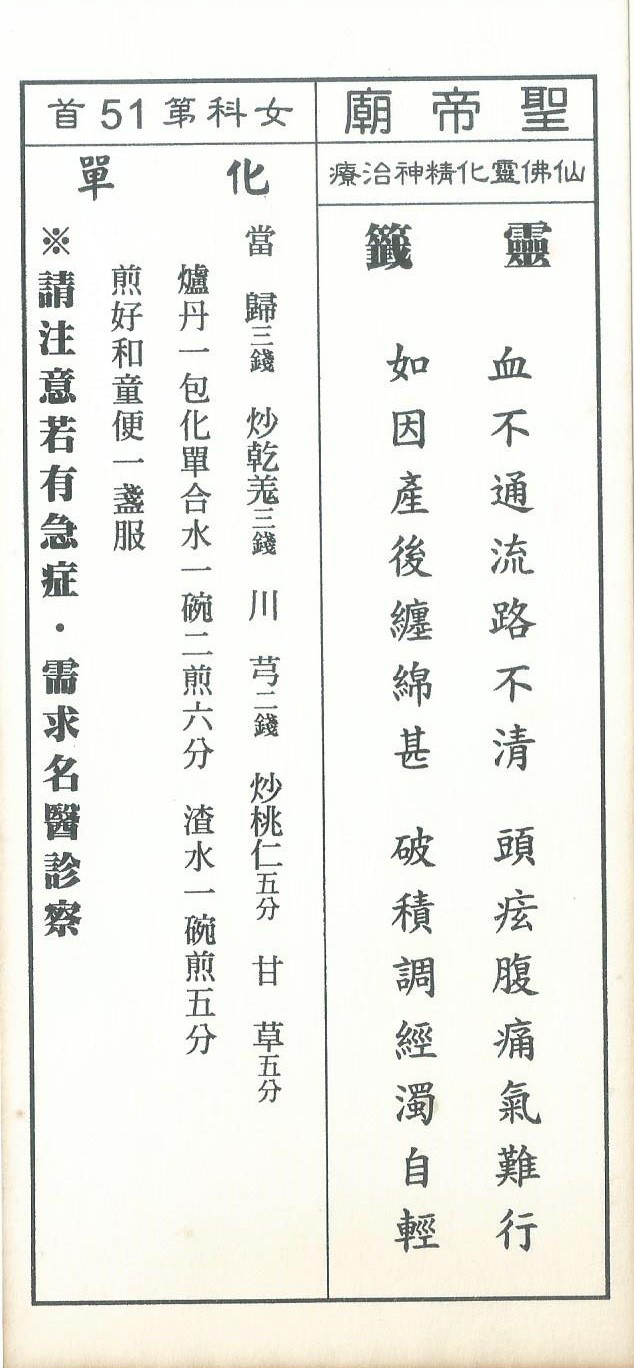 聖帝廟
仙佛靈化精神治療
靈籤
血不通流路不清　頭痃腹痛氣難行
如因產後纏綿甚　破積調經濁自輕
女科第51首
化單
當歸三錢　炒乾羗三錢　川芎二錢　炒桃仁五分　甘草五分
爐丹一包化單合水一碗二煎六分　渣水一碗煎五分
煎好和童便一盞服
※請注意若有急症．需求名醫診察